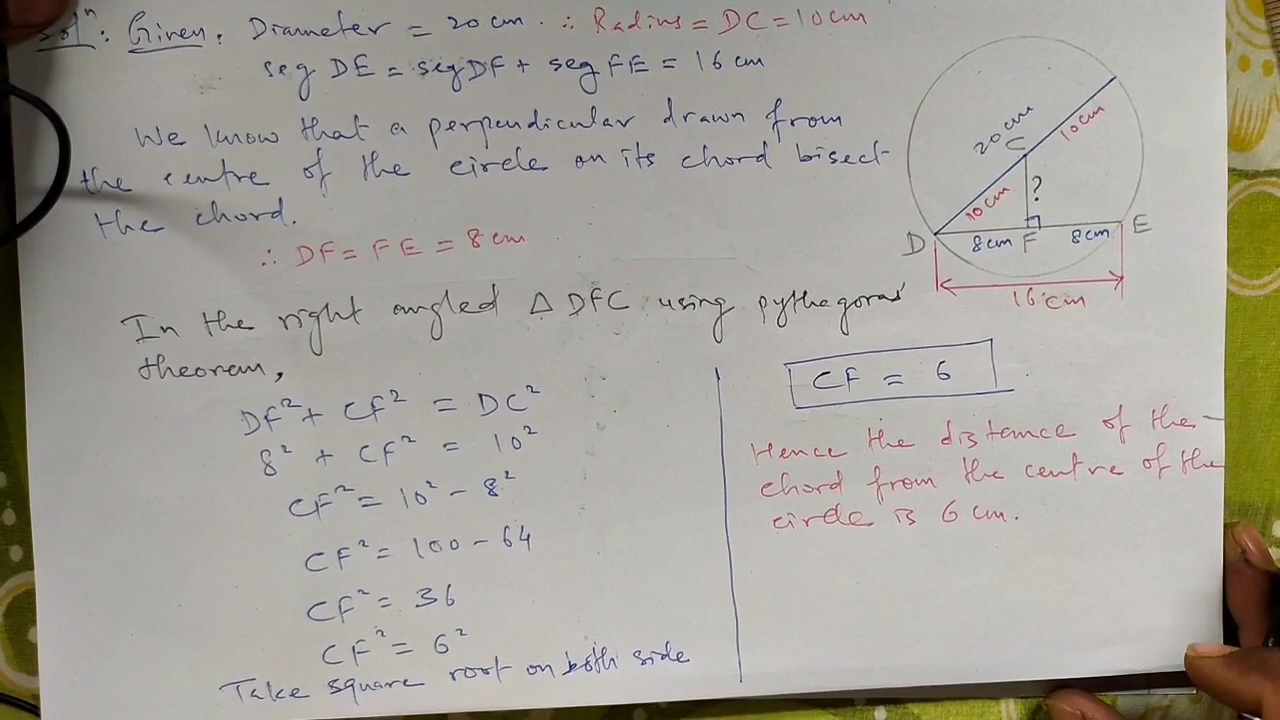 Solⁿ: Given: Diameter = 20 cm. ∴ Radius = DC = 10 cm
seg DE = seg DF + seg FE = 16 cm
We know that a perpendicular drawn from
the centre of the circle on its chord bisect
the chord.
∴ DF = FE = 8 cm
In the right angled Δ DFC using pythagoras'
theorem,
DF² + CF² = DC²
8² + CF² = 10²
CF² = 10² - 8²
CF² = 100 - 64
CF² = 36
CF² = 6²
Take square root on both side
CF = 6
Hence the distance of the
chord from the centre of the
circle is 6 cm.
20 cm
C
10 cm
10 cm
?
D
8 cm
F
8 cm
E
16 cm